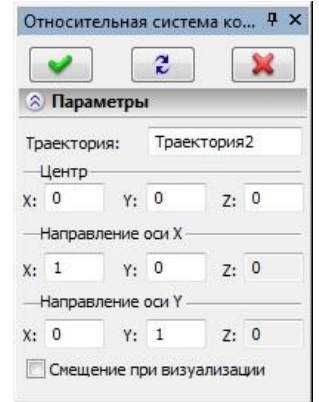 Относительная система ко...
Параметры
Траектория: Траектория2
Центр
X: 0 Y: 0 Z: 0
Направление оси X
X: 1 Y: 0 Z: 0
Направление оси Y
X: 0 Y: 1 Z: 0
Смещение при визуализации